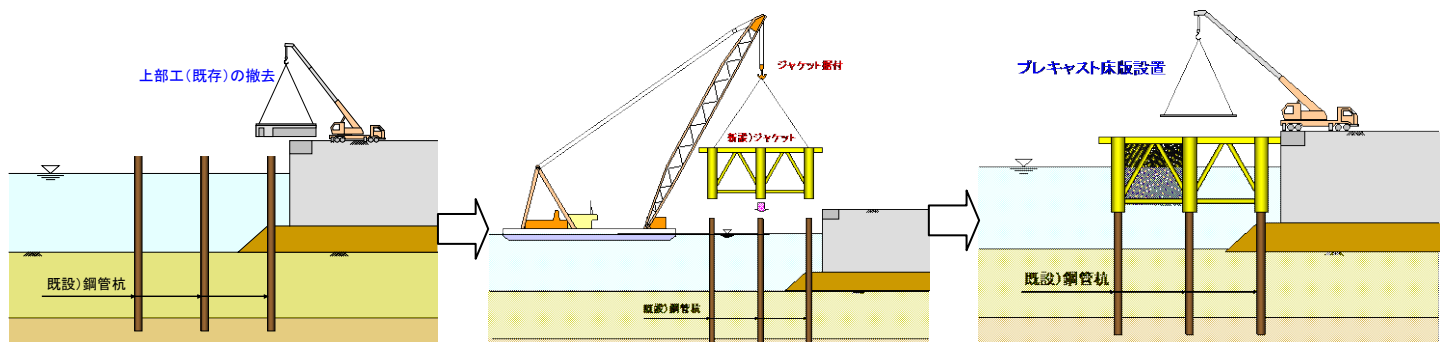 上部工(既存)の撤去
既設)鋼管杭
ジャケット据付
新設)ジャケット
既設)鋼管杭
プレキャスト床版設置
既設)鋼管杭